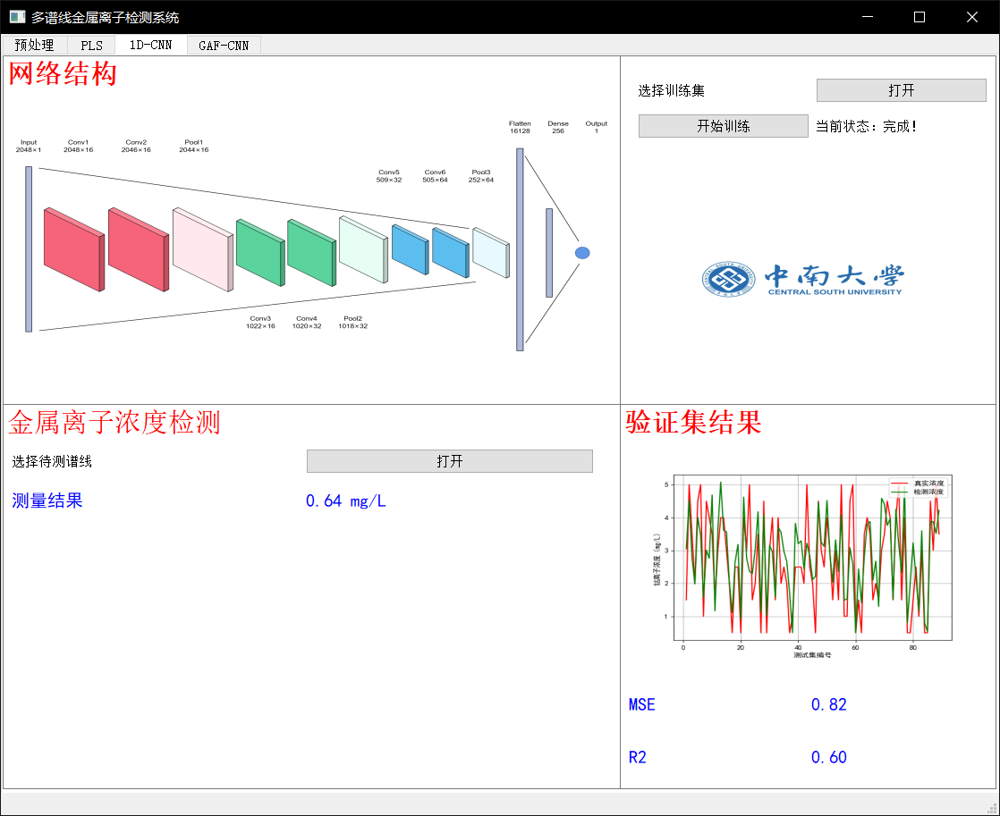 多谱线金属离子检测系统
预处理
PLS
1D-CNN
GAF-CNN
网络结构
Input
2048×1
Conv1
2048×16
Conv2
2046×16
Pool1
2044×16
Conv5
509×32
Conv6
505×64
Pool3
252×64
Flatten
16128
Dense
256
Output
1
Conv3
1022×16
Conv4
1020×32
Pool2
1018×32
选择训练集
打开
开始训练
当前状态：完成!
中南大学
CENTRAL SOUTH UNIVERSITY
金属离子浓度检测
选择待测谱线
打开
测量结果
0.64 mg/L
验证集结果
真实浓度
检测浓度
钴离子浓度 (mg/L)
5
4
3
2
1
0
20
40
60
80
测试集编号
MSE
0.82
R2
0.60